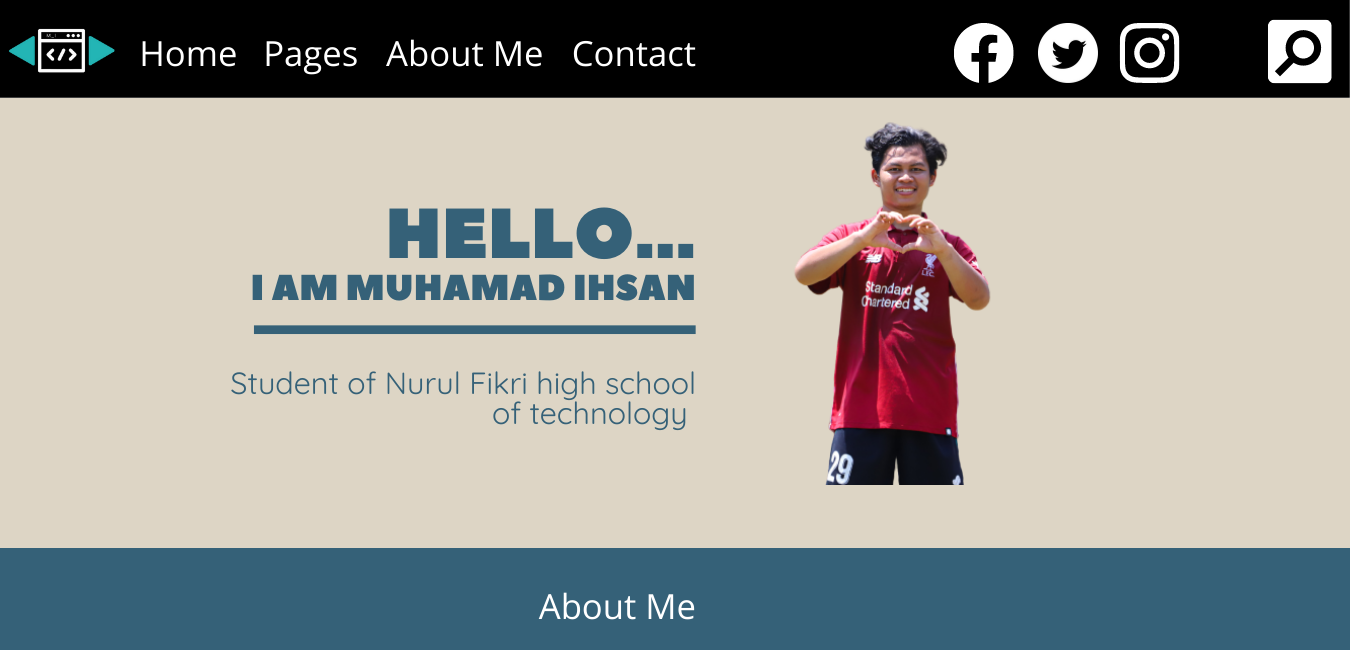 </>
Home Pages About Me Contact
HELLO...
I AM MUHAMAD IHSAN
Student of Nurul Fikri high school
of technology
Standard
Chartered
29
About Me